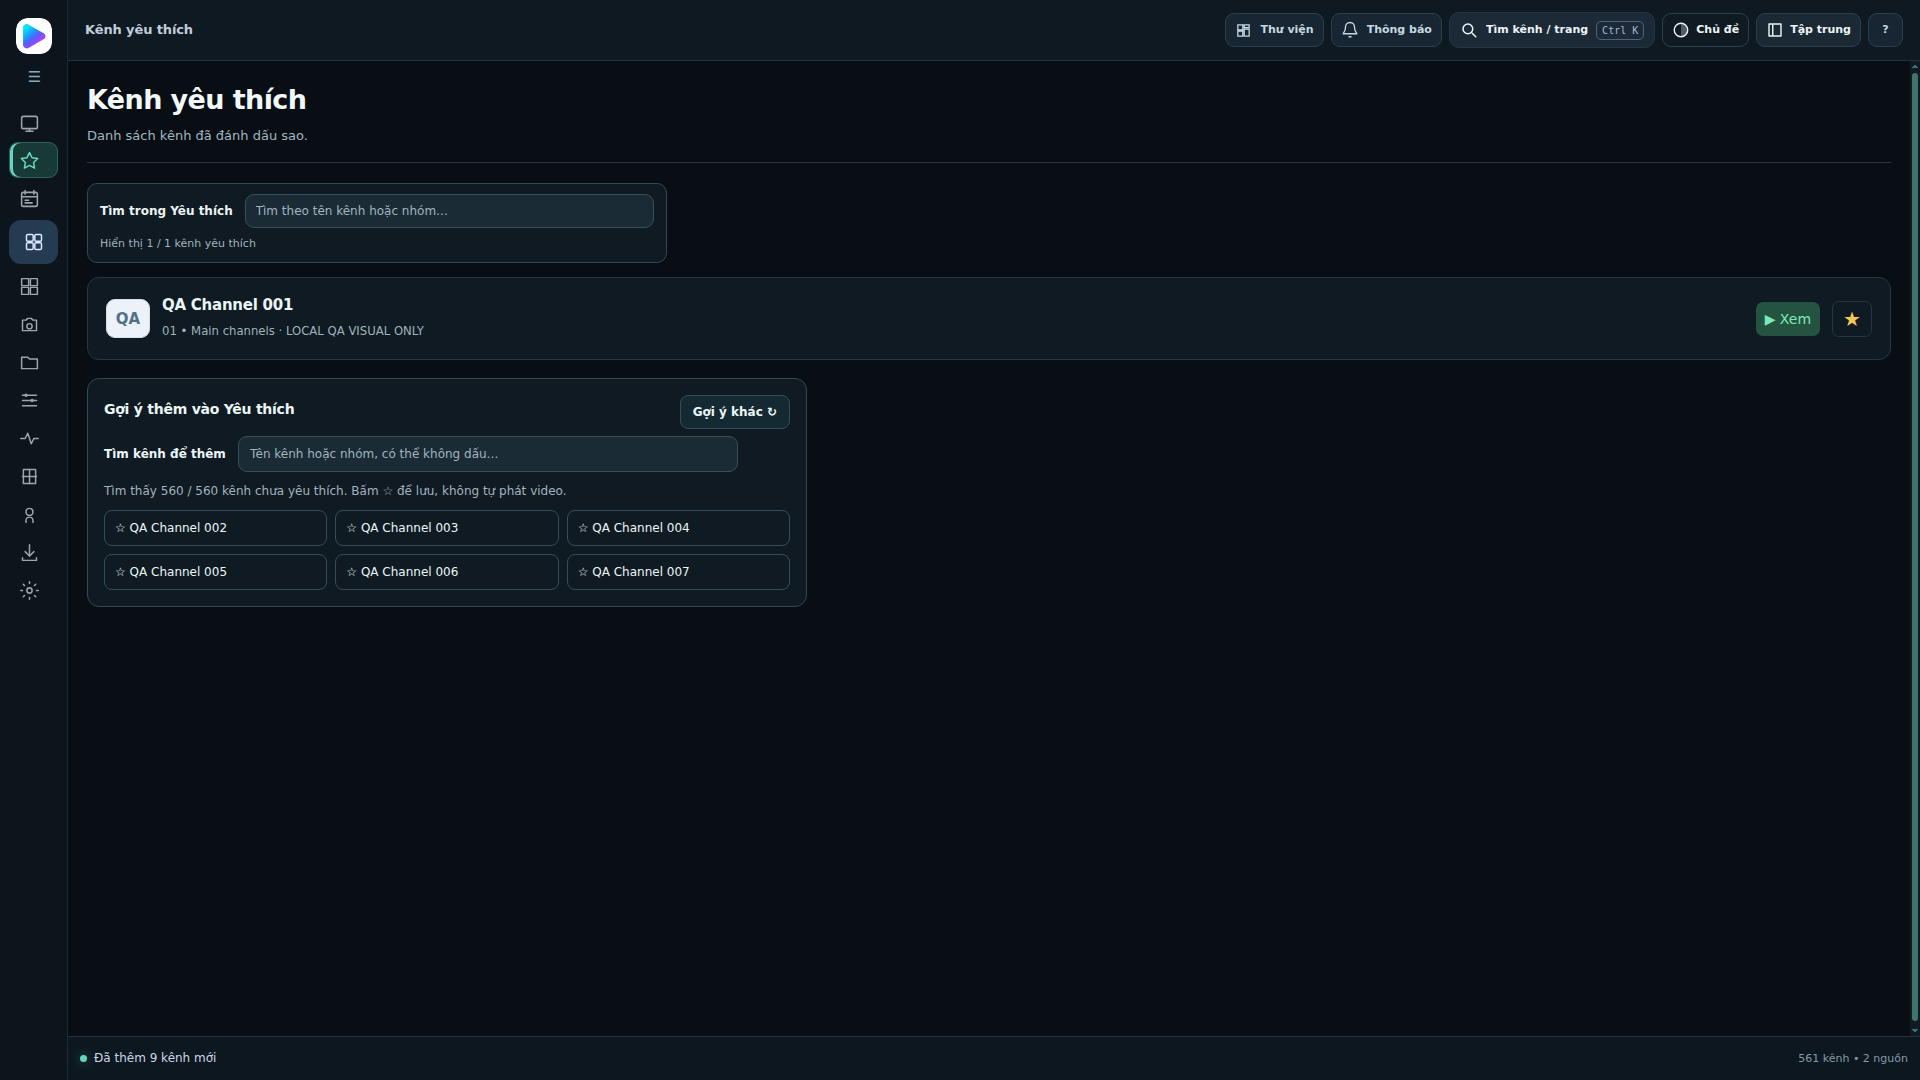 Kênh yêu thích
Thư viện
Thông báo
Tìm kênh / trang Ctrl K
Chủ đề
Tập trung
?
Kênh yêu thích
Danh sách kênh đã đánh dấu sao.
Tìm trong Yêu thích
Tìm theo tên kênh hoặc nhóm...
Hiển thị 1 / 1 kênh yêu thích
QA
QA Channel 001
01 • Main channels · LOCAL QA VISUAL ONLY
▶ Xem
★
Gợi ý thêm vào Yêu thích
Gợi ý khác ↻
Tìm kênh để thêm
Tên kênh hoặc nhóm, có thể không dấu...
Tìm thấy 560 / 560 kênh chưa yêu thích. Bấm ☆ để lưu, không tự phát video.
☆ QA Channel 002
☆ QA Channel 003
☆ QA Channel 004
☆ QA Channel 005
☆ QA Channel 006
☆ QA Channel 007
Đã thêm 9 kênh mới
561 kênh • 2 nguồn